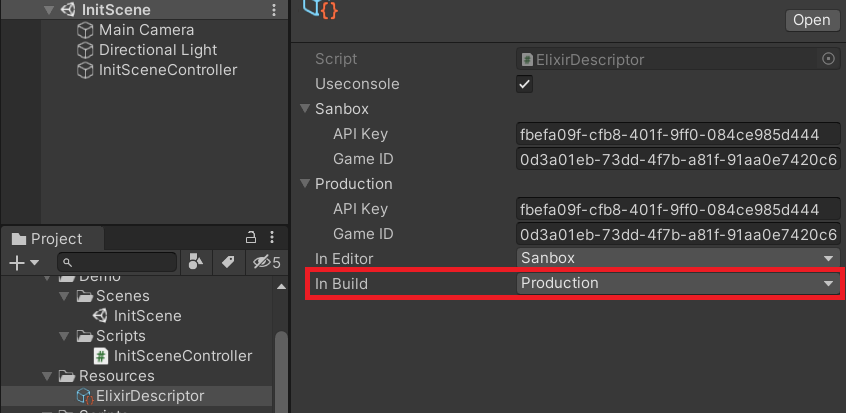 InitScene
Main Camera
Directional Light
InitSceneController
Project
5
Demo
Scenes
InitScene
Scripts
InitSceneController
Resources
ElixirDescriptor
Scripts
Open
Script ElixirDescriptor
Useconsole
Sanbox
API Key fbefa09f-cfb8-401f-9ff0-084ce985d444
Game ID 0d3a01eb-73dd-4f7b-a81f-91aa0e7420c6
Production
API Key fbefa09f-cfb8-401f-9ff0-084ce985d444
Game ID 0d3a01eb-73dd-4f7b-a81f-91aa0e7420c6
In Editor Sanbox
In Build Production